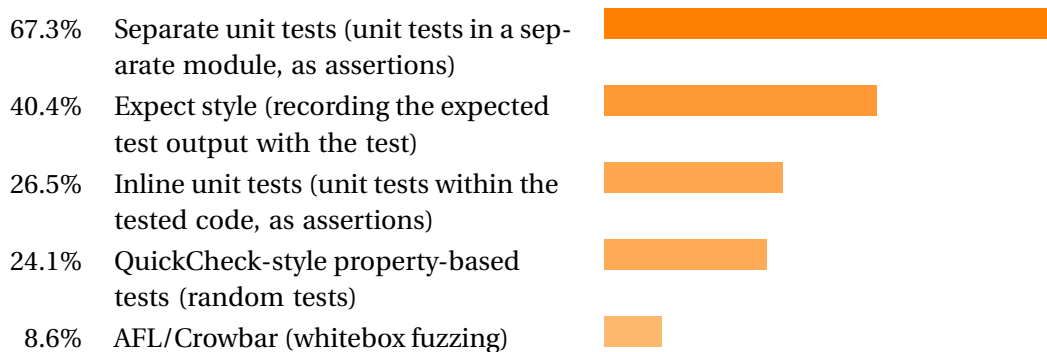 67.3% Separate unit tests (unit tests in a sep-
arate module, as assertions)
40.4% Expect style (recording the expected
test output with the test)
26.5% Inline unit tests (unit tests within the
tested code, as assertions)
24.1% QuickCheck-style property-based
tests (random tests)
8.6% AFL/Crowbar (whitebox fuzzing)